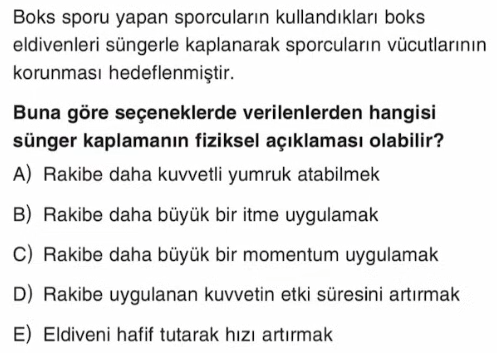 Boks sporu yapan sporcuların kullandıkları boks
eldivenleri süngerle kaplanarak sporcuların vücutlarının
korunması hedeflenmiştir.
Buna göre seçeneklerde verilenlerden hangisi
sünger kaplamanın fiziksel açıklaması olabilir?
A) Rakibe daha kuvvetli yumruk atabilmek
B) Rakibe daha büyük bir itme uygulamak
C) Rakibe daha büyük bir momentum uygulamak
D) Rakibe uygulanan kuvvetin etki süresini artırmak
E) Eldiveni hafif tutarak hızı artırmak